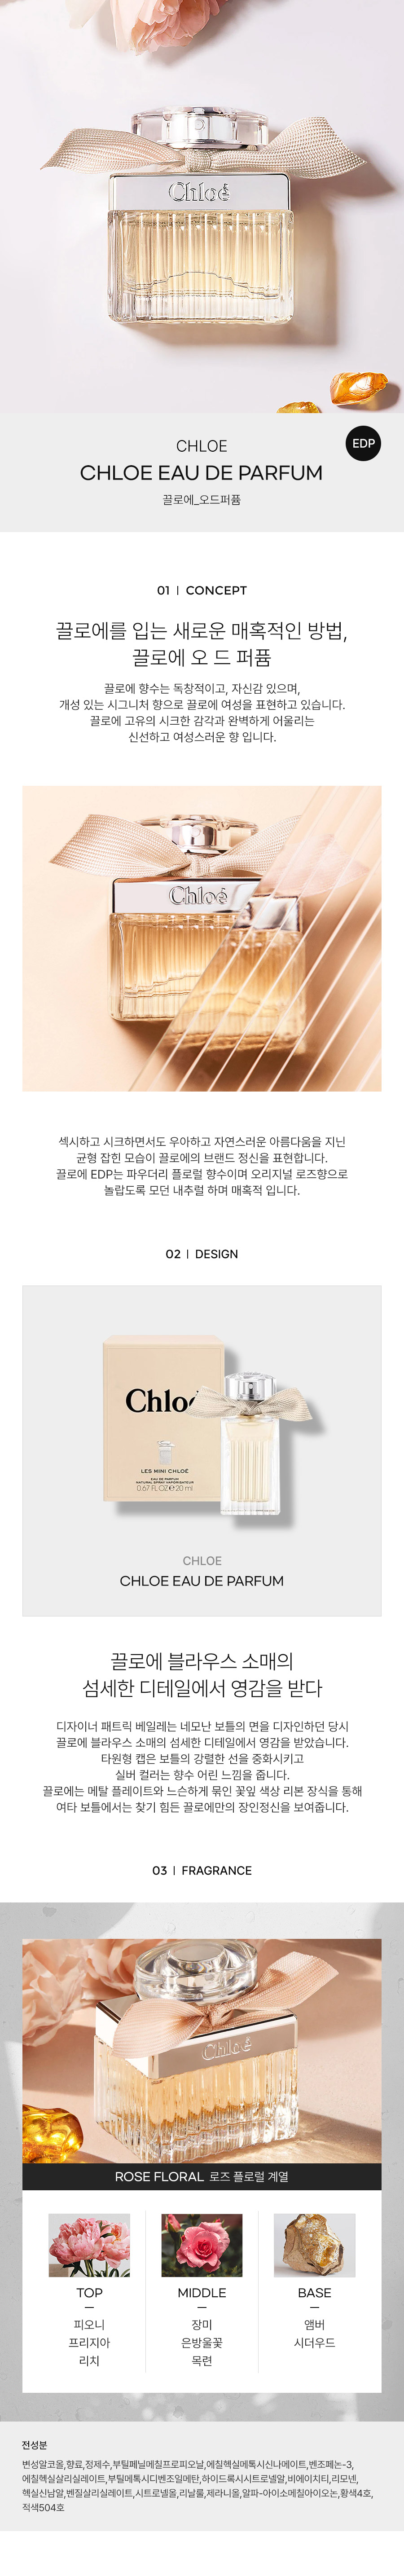 Chloé
CHLOE
EDP
CHLOE EAU DE PARFUM
끌로에_오드퍼퓸
01 | CONCEPT
끌로에를 입는 새로운 매혹적인 방법,
끌로에 오 드 퍼퓸
끌로에 향수는 독창적이고, 자신감 있으며,
개성 있는 시그니처 향으로 끌로에 여성을 표현하고 있습니다.
끌로에 고유의 시크한 감각과 완벽하게 어울리는
신선하고 여성스러운 향 입니다.
Chloé
섹시하고 시크하면서도 우아하고 자연스러운 아름다움을 지닌
균형 잡힌 모습이 끌로에의 브랜드 정신을 표현합니다.
끌로에 EDP는 파우더리 플로럴 향수이며 오리지널 로즈향으로
놀랍도록 모던 내추럴 하며 매혹적 입니다.
02 | DESIGN
Chloé
LES MINI CHLOÉ
EAU DE PARFUM
NATURAL SPRAY VAPORISATEUR
0.67 FL.OZ e 20 ml
CHLOE
CHLOE EAU DE PARFUM
끌로에 블라우스 소매의
섬세한 디테일에서 영감을 받다
디자이너 패트릭 베일레는 네모난 보틀의 면을 디자인하던 당시
끌로에 블라우스 소매의 섬세한 디테일에서 영감을 받았습니다.
타원형 캡은 보틀의 강렬한 선을 중화시키고
실버 컬러는 향수 어린 느낌을 줍니다.
끌로에는 메탈 플레이트와 느슨하게 묶인 꽃잎 색상 리본 장식을 통해
여타 보틀에서는 찾기 힘든 끌로에만의 장인정신을 보여줍니다.
03 | FRAGRANCE
Chloé
ROSE FLORAL 로즈 플로럴 계열
TOP
피오니
프리지아
리치
MIDDLE
장미
은방울꽃
목련
BASE
앰버
시더우드
전성분
변성알코올,향료,정제수,부틸페닐메칠프로피오날,에칠헥실메톡시신나메이트,벤조페논-3,
에칠헥실살리실레이트,부틸메톡시디벤조일메탄,하이드록시시트로넬알,비에이치티,리모넨,
헥실신남알,벤질살리실레이트,시트로넬올,리날룰,제라니올,알파-아이소메칠아이오논,황색4호,
적색504호